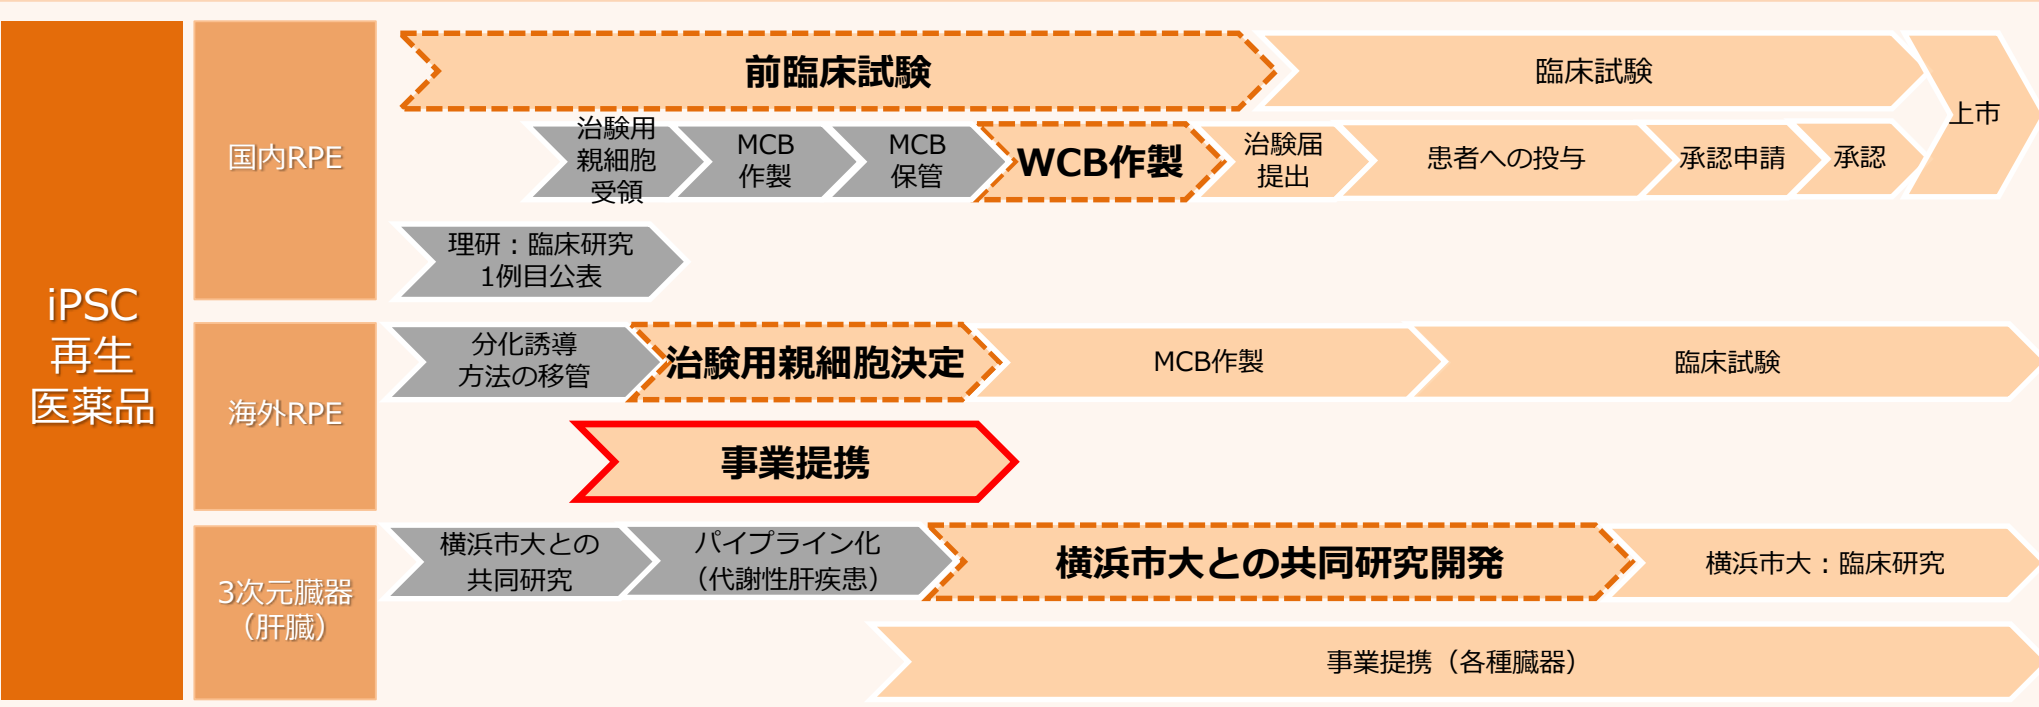 iPSC
再生
医薬品
国内RPE
前臨床試験
臨床試験
上市
治験用
親細胞
受領
MCB
作製
MCB
保管
WCB作製
治験届
提出
患者への投与
承認申請
承認
理研：臨床研究
1例目公表
海外RPE
分化誘導
方法の移管
治験用親細胞決定
MCB作製
臨床試験
事業提携
3次元臓器
（肝臓）
横浜市大との
共同研究
パイプライン化
（代謝性肝疾患）
横浜市大との共同研究開発
横浜市大：臨床研究
事業提携（各種臓器）